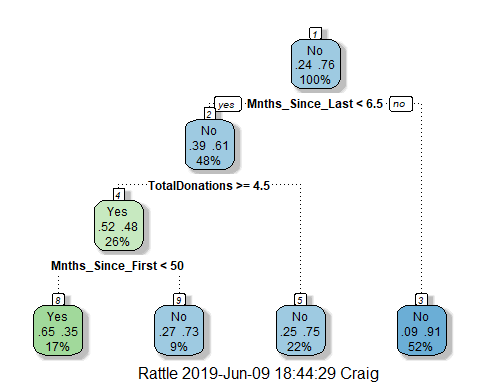 1
No
.24 .76
100%
yes Mnths_Since_Last < 6.5 no
2
No
.39 .61
48%
TotalDonations >= 4.5
4
Yes
.52 .48
26%
Mnths_Since_First < 50
8
Yes
.65 .35
17%
9
No
.27 .73
9%
5
No
.25 .75
22%
3
No
.09 .91
52%
Rattle 2019-Jun-09 18:44:29 Craig